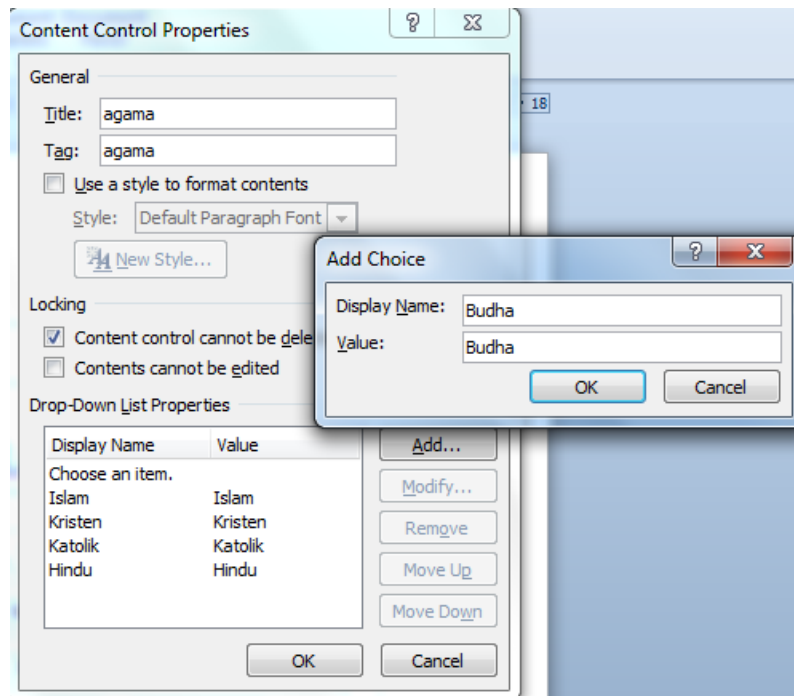 Content Control Properties
General
Title: agama
Tag: agama
Use a style to format contents
Style: Default Paragraph Font
New Style...
Locking
Content control cannot be dele
Contents cannot be edited
Drop-Down List Properties
Display Name Value
Choose an item.
Islam Islam
Kristen Kristen
Katolik Katolik
Hindu Hindu
Add...
Modify...
Remove
Move Up
Move Down
OK Cancel
18
Add Choice
Display Name: Budha
Value: Budha
OK Cancel